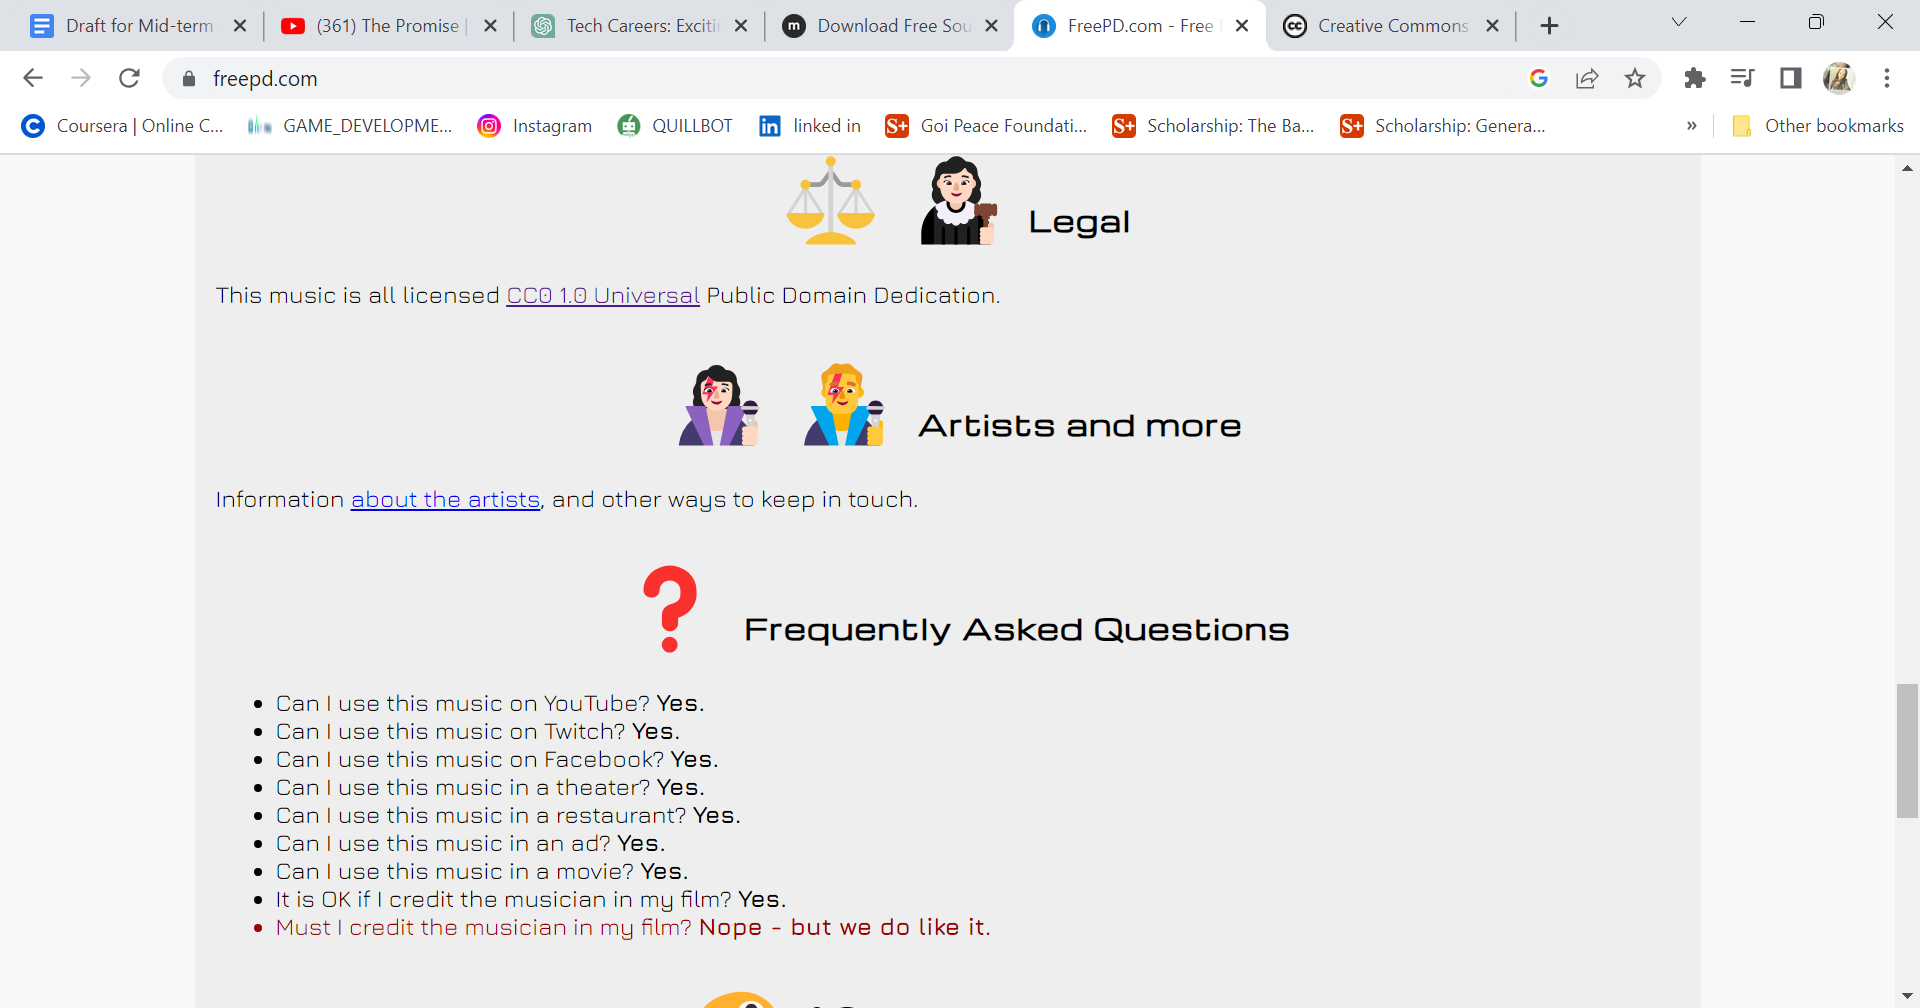 Draft for Mid-term
(361) The Promise |
Tech Careers: Excitin
m
Download Free Sou
FreePD.com - Free
cc
Creative Commons
freepd.com
Coursera | Online C...
GAME_DEVELOPME...
Instagram
QUILLBOT
in
linked in
S+
Goi Peace Foundati...
S+
Scholarship: The Ba...
S+
Scholarship: Genera...
»
Other bookmarks
Legal
This music is all licensed CC0 1.0 Universal Public Domain Dedication.
Artists and more
Information about the artists, and other ways to keep in touch.
?
Frequently Asked Questions
• Can I use this music on YouTube? Yes.
• Can I use this music on Twitch? Yes.
• Can I use this music on Facebook? Yes.
• Can I use this music in a theater? Yes.
• Can I use this music in a restaurant? Yes.
• Can I use this music in an ad? Yes.
• Can I use this music in a movie? Yes.
• It is OK if I credit the musician in my film? Yes.
• Must I credit the musician in my film? Nope - but we do like it.